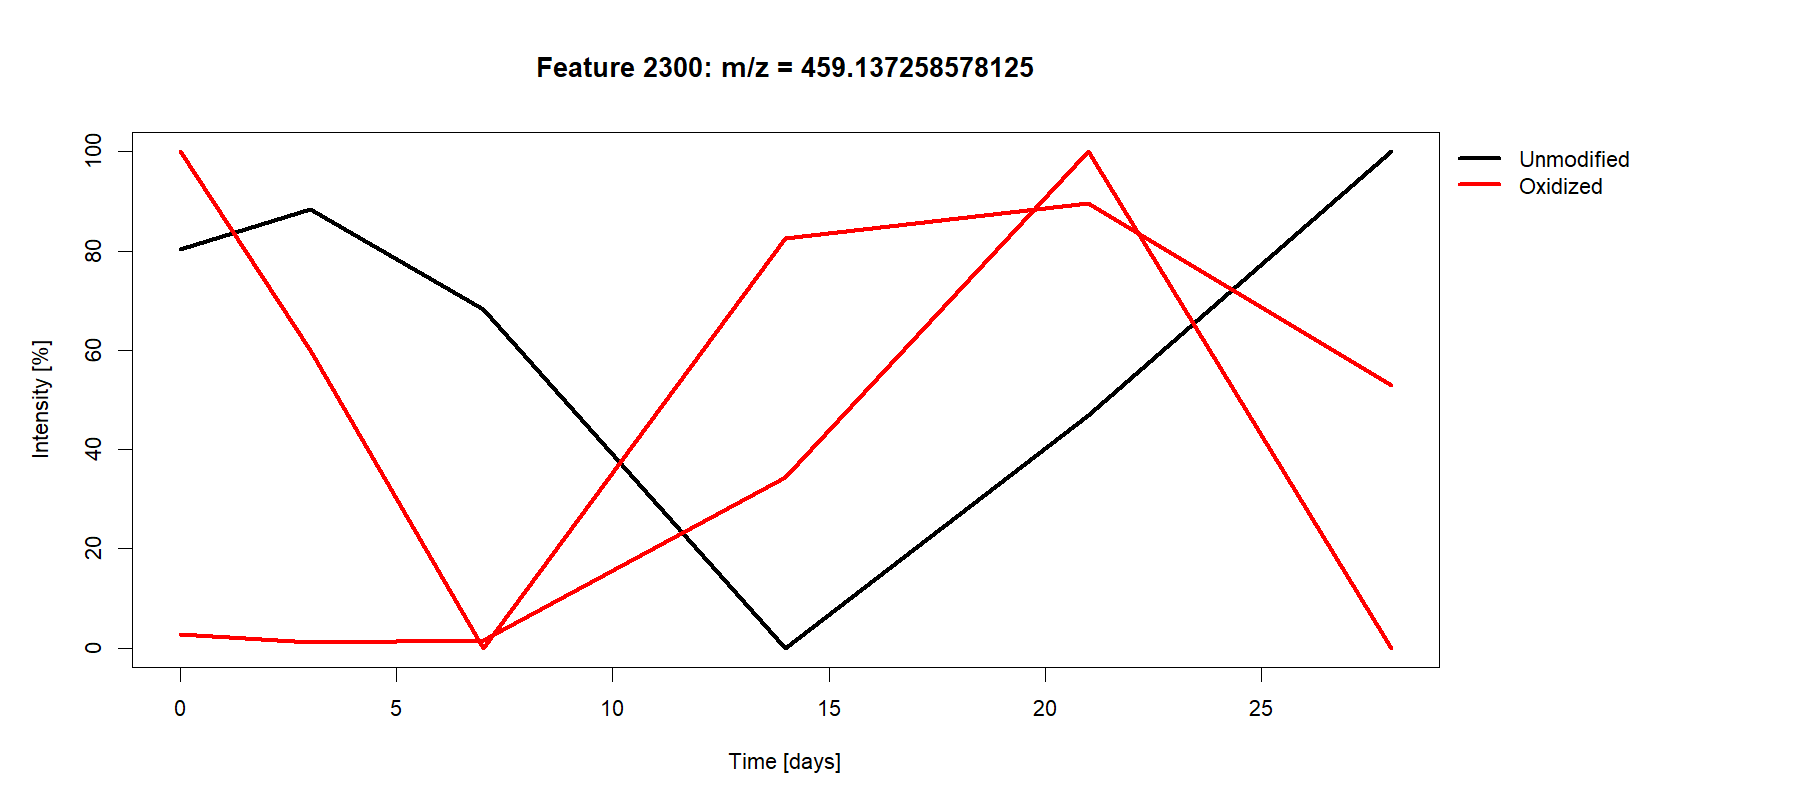 Feature 2300: m/z = 459.137258578125
Unmodified
Oxidized
Intensity [%]
100
80
60
40
20
0
0 5 10 15 20 25
Time [days]